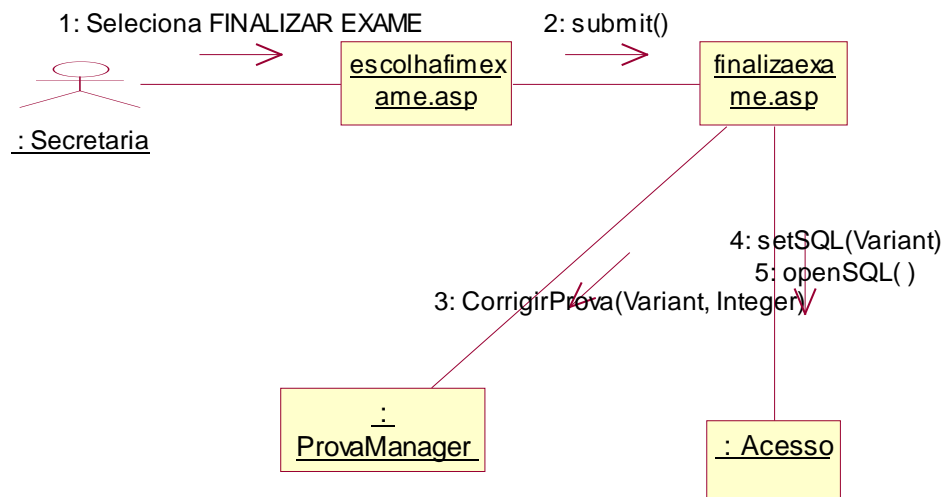 1: Seleciona FINALIZAR EXAME
2: submit()
escolhafimex
ame.asp
finalizaexa
me.asp
: Secretaria
4: setSQL(Variant)
5: openSQL( )
3: CorrigirProva(Variant, Integer)
:
ProvaManager
: Acesso